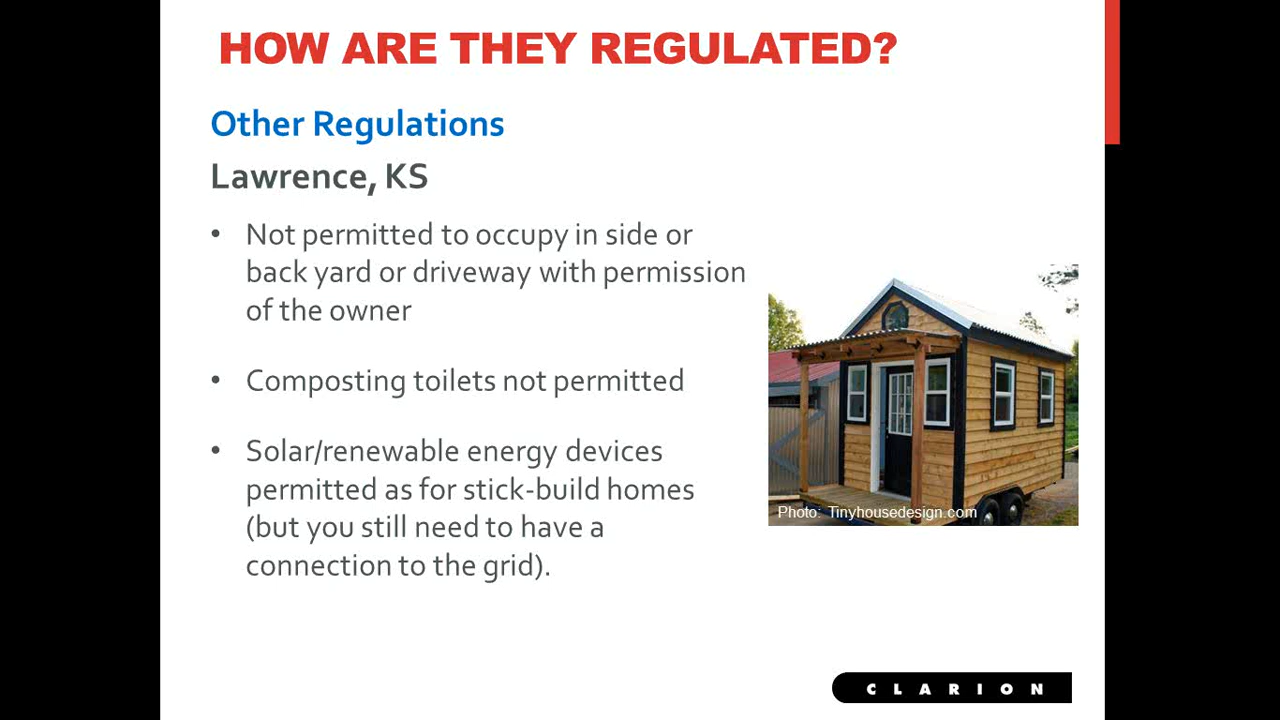 HOW ARE THEY REGULATED?
Other Regulations
Lawrence, KS
• Not permitted to occupy in side or
back yard or driveway with permission
of the owner
• Composting toilets not permitted
• Solar/renewable energy devices
permitted as for stick-build homes
(but you still need to have a
connection to the grid).
Photo: Tinyhousedesign.com
CLARION